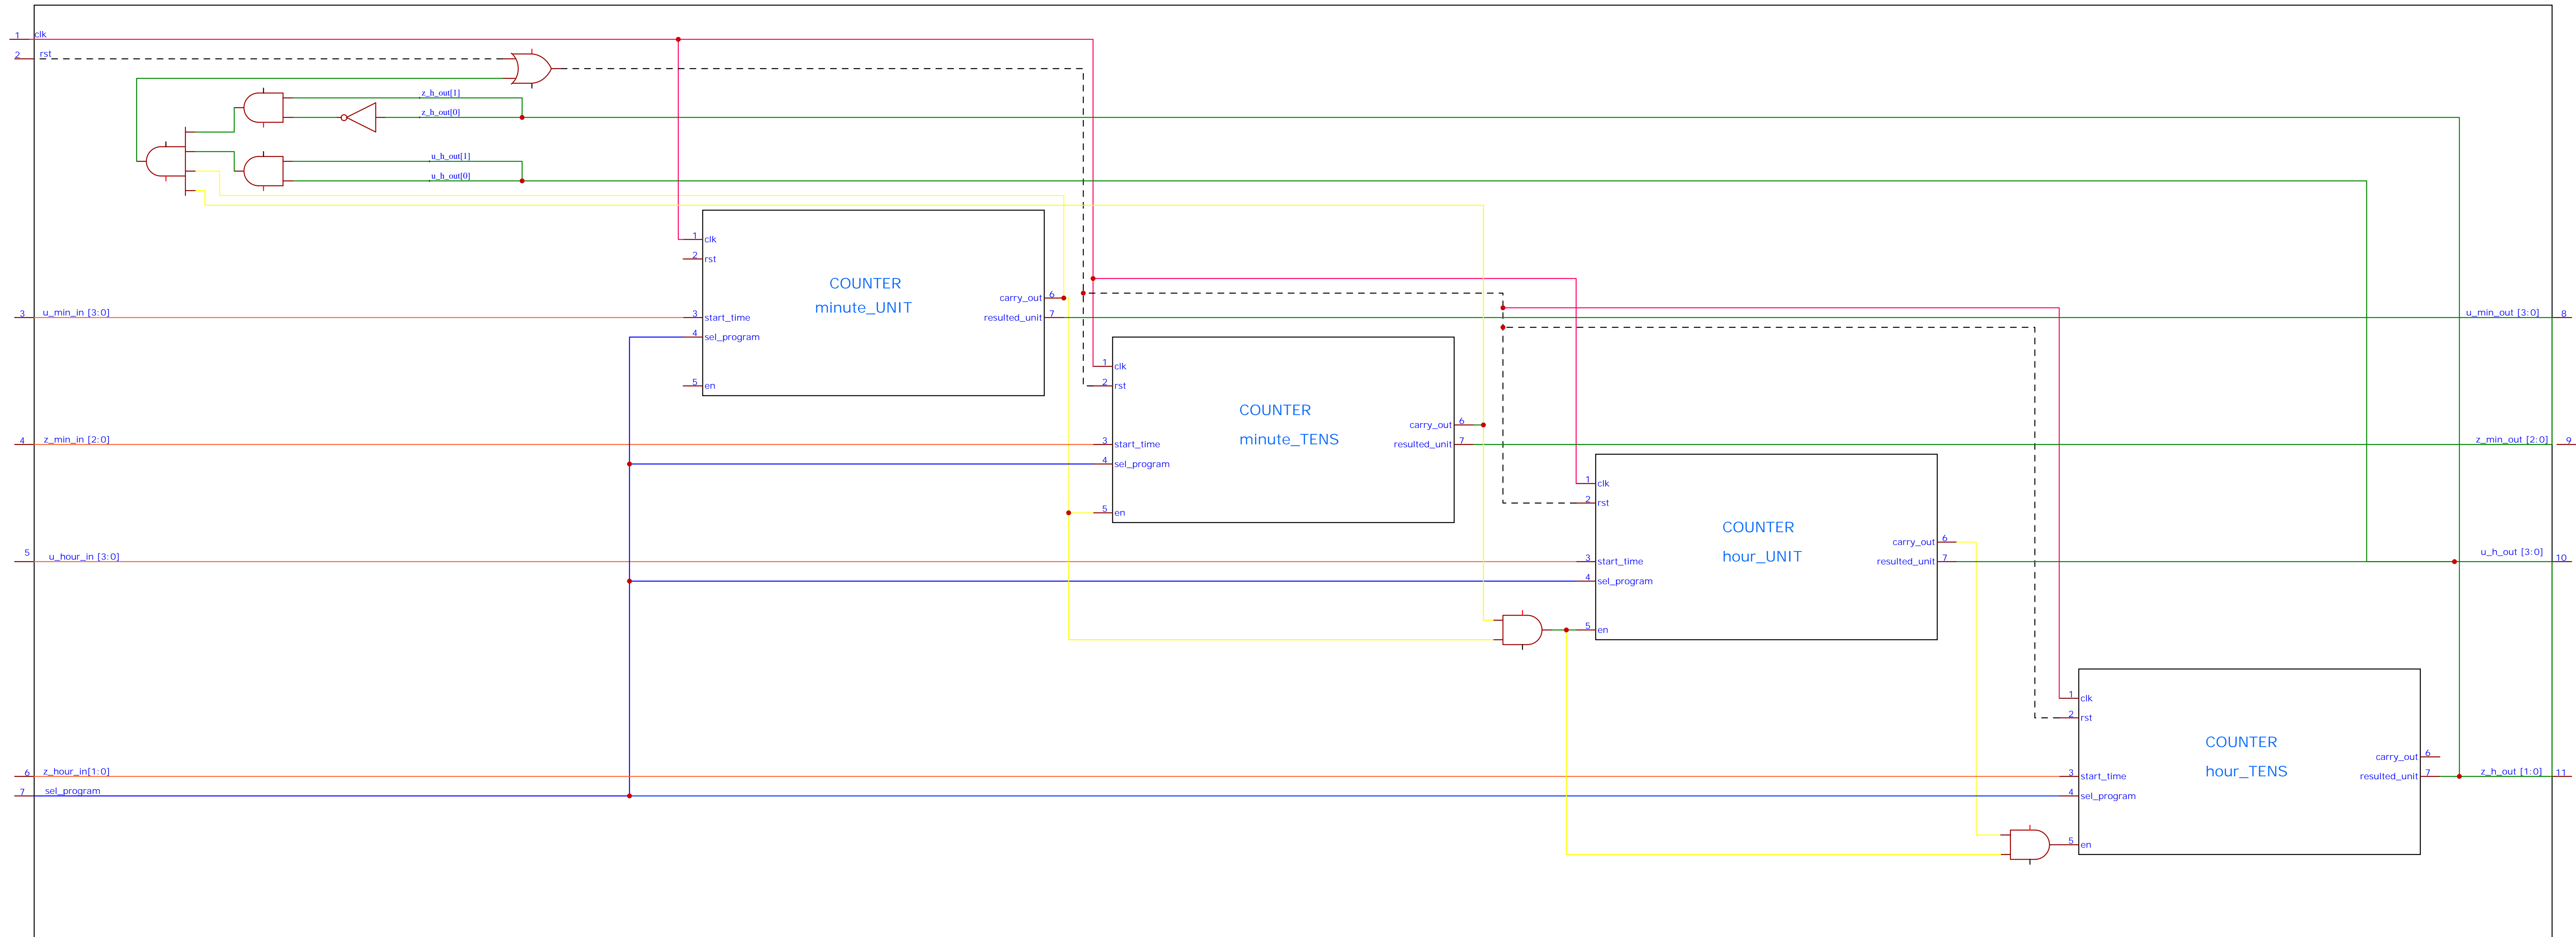 1 clk
2 rst
z_h_out[1]
z_h_out[0]
u_h_out[1]
u_h_out[0]
1 clk
2 rst
COUNTER
minute_UNIT
carry_out 6
3 u_min_in [3:0]
3 start_time
resulted_unit 7
u_min_out [3:0] 8
4 sel_program
5 en
1 clk
2 rst
COUNTER
minute_TENS
carry_out 6
4 z_min_in [2:0]
3 start_time
resulted_unit 7
z_min_out [2:0] 9
4 sel_program
5 en
1 clk
2 rst
COUNTER
hour_UNIT
carry_out 6
5 u_hour_in [3:0]
3 start_time
resulted_unit 7
u_h_out [3:0] 10
4 sel_program
5 en
1 clk
2 rst
COUNTER
hour_TENS
carry_out 6
6 z_hour_in[1:0]
3 start_time
resulted_unit 7
z_h_out [1:0] 11
7 sel_program
4 sel_program
5 en